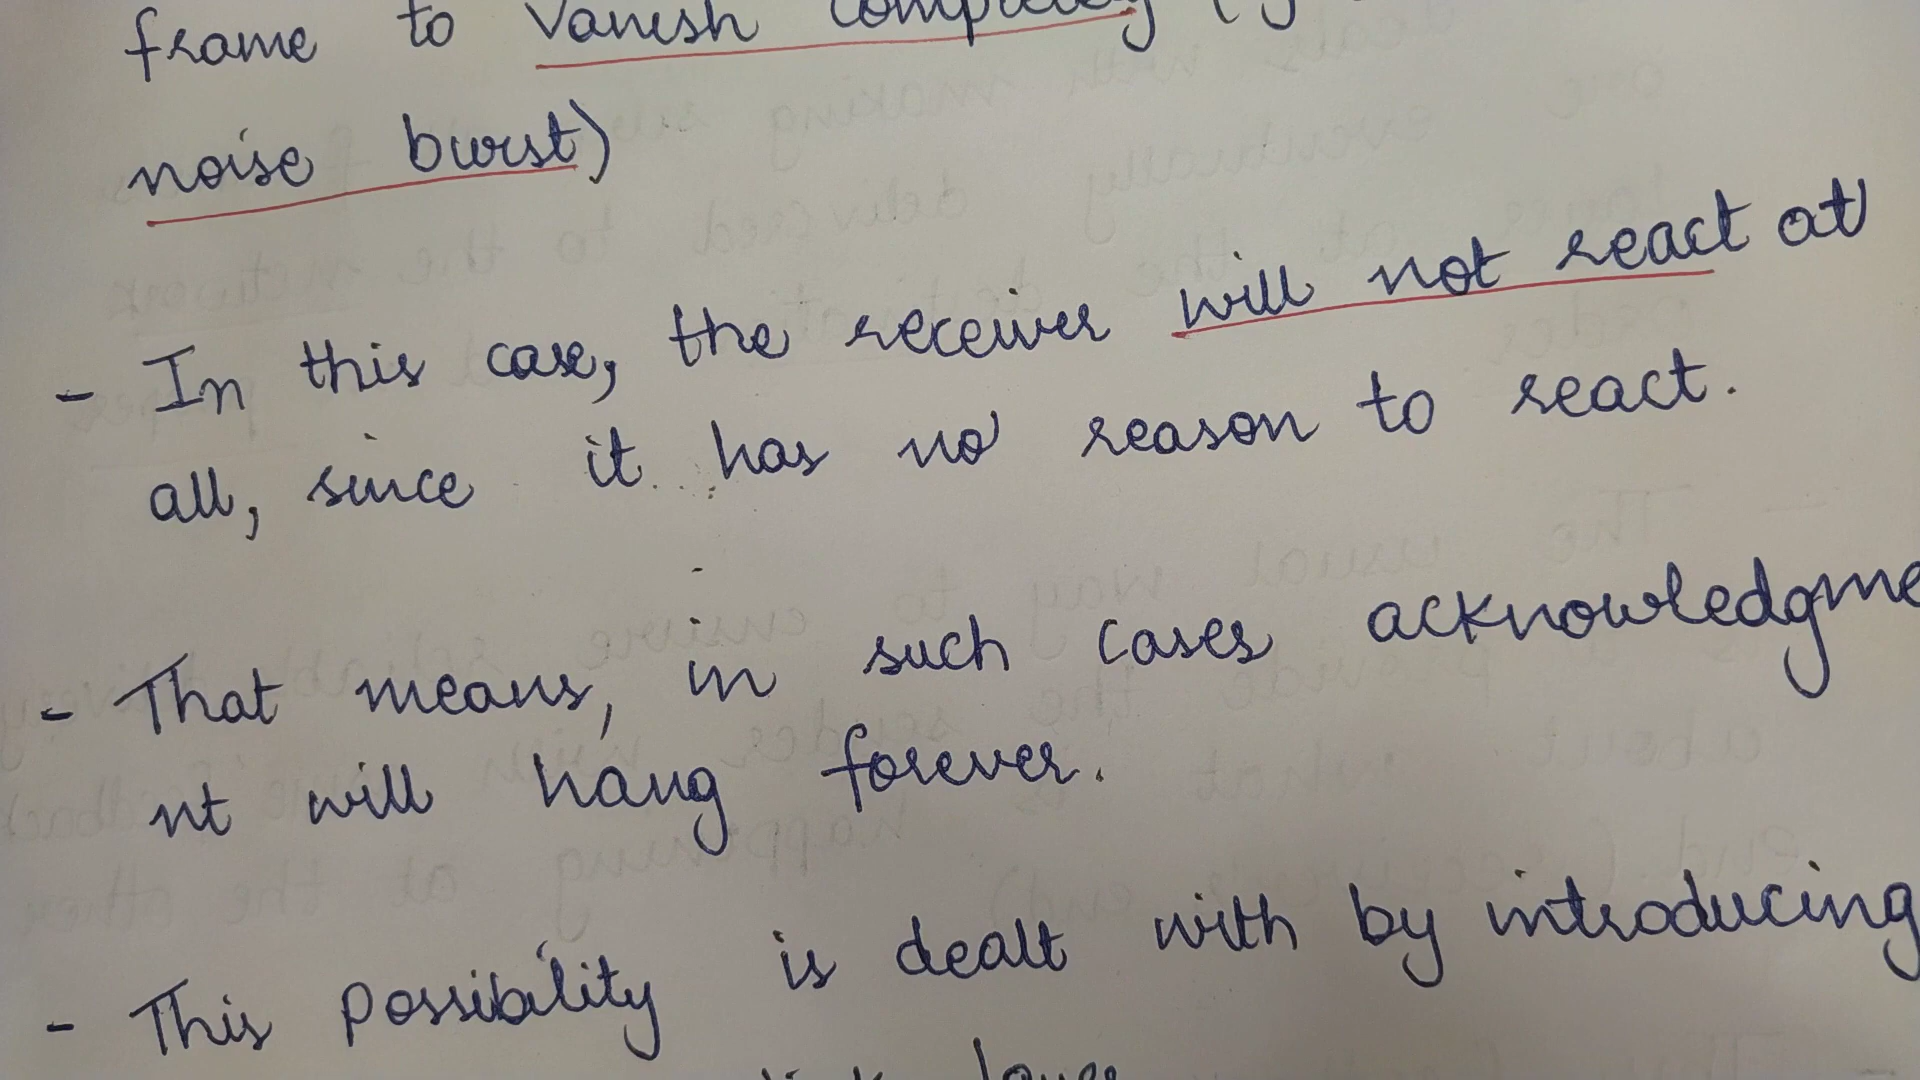 frame to vanish completely
noise burst)
- In this case, the receiver will not react at
all, since it has no reason to react.
- That means, in such cases acknowledgme
nt will hang forever.
- This possibility is dealt with by introducing
layer